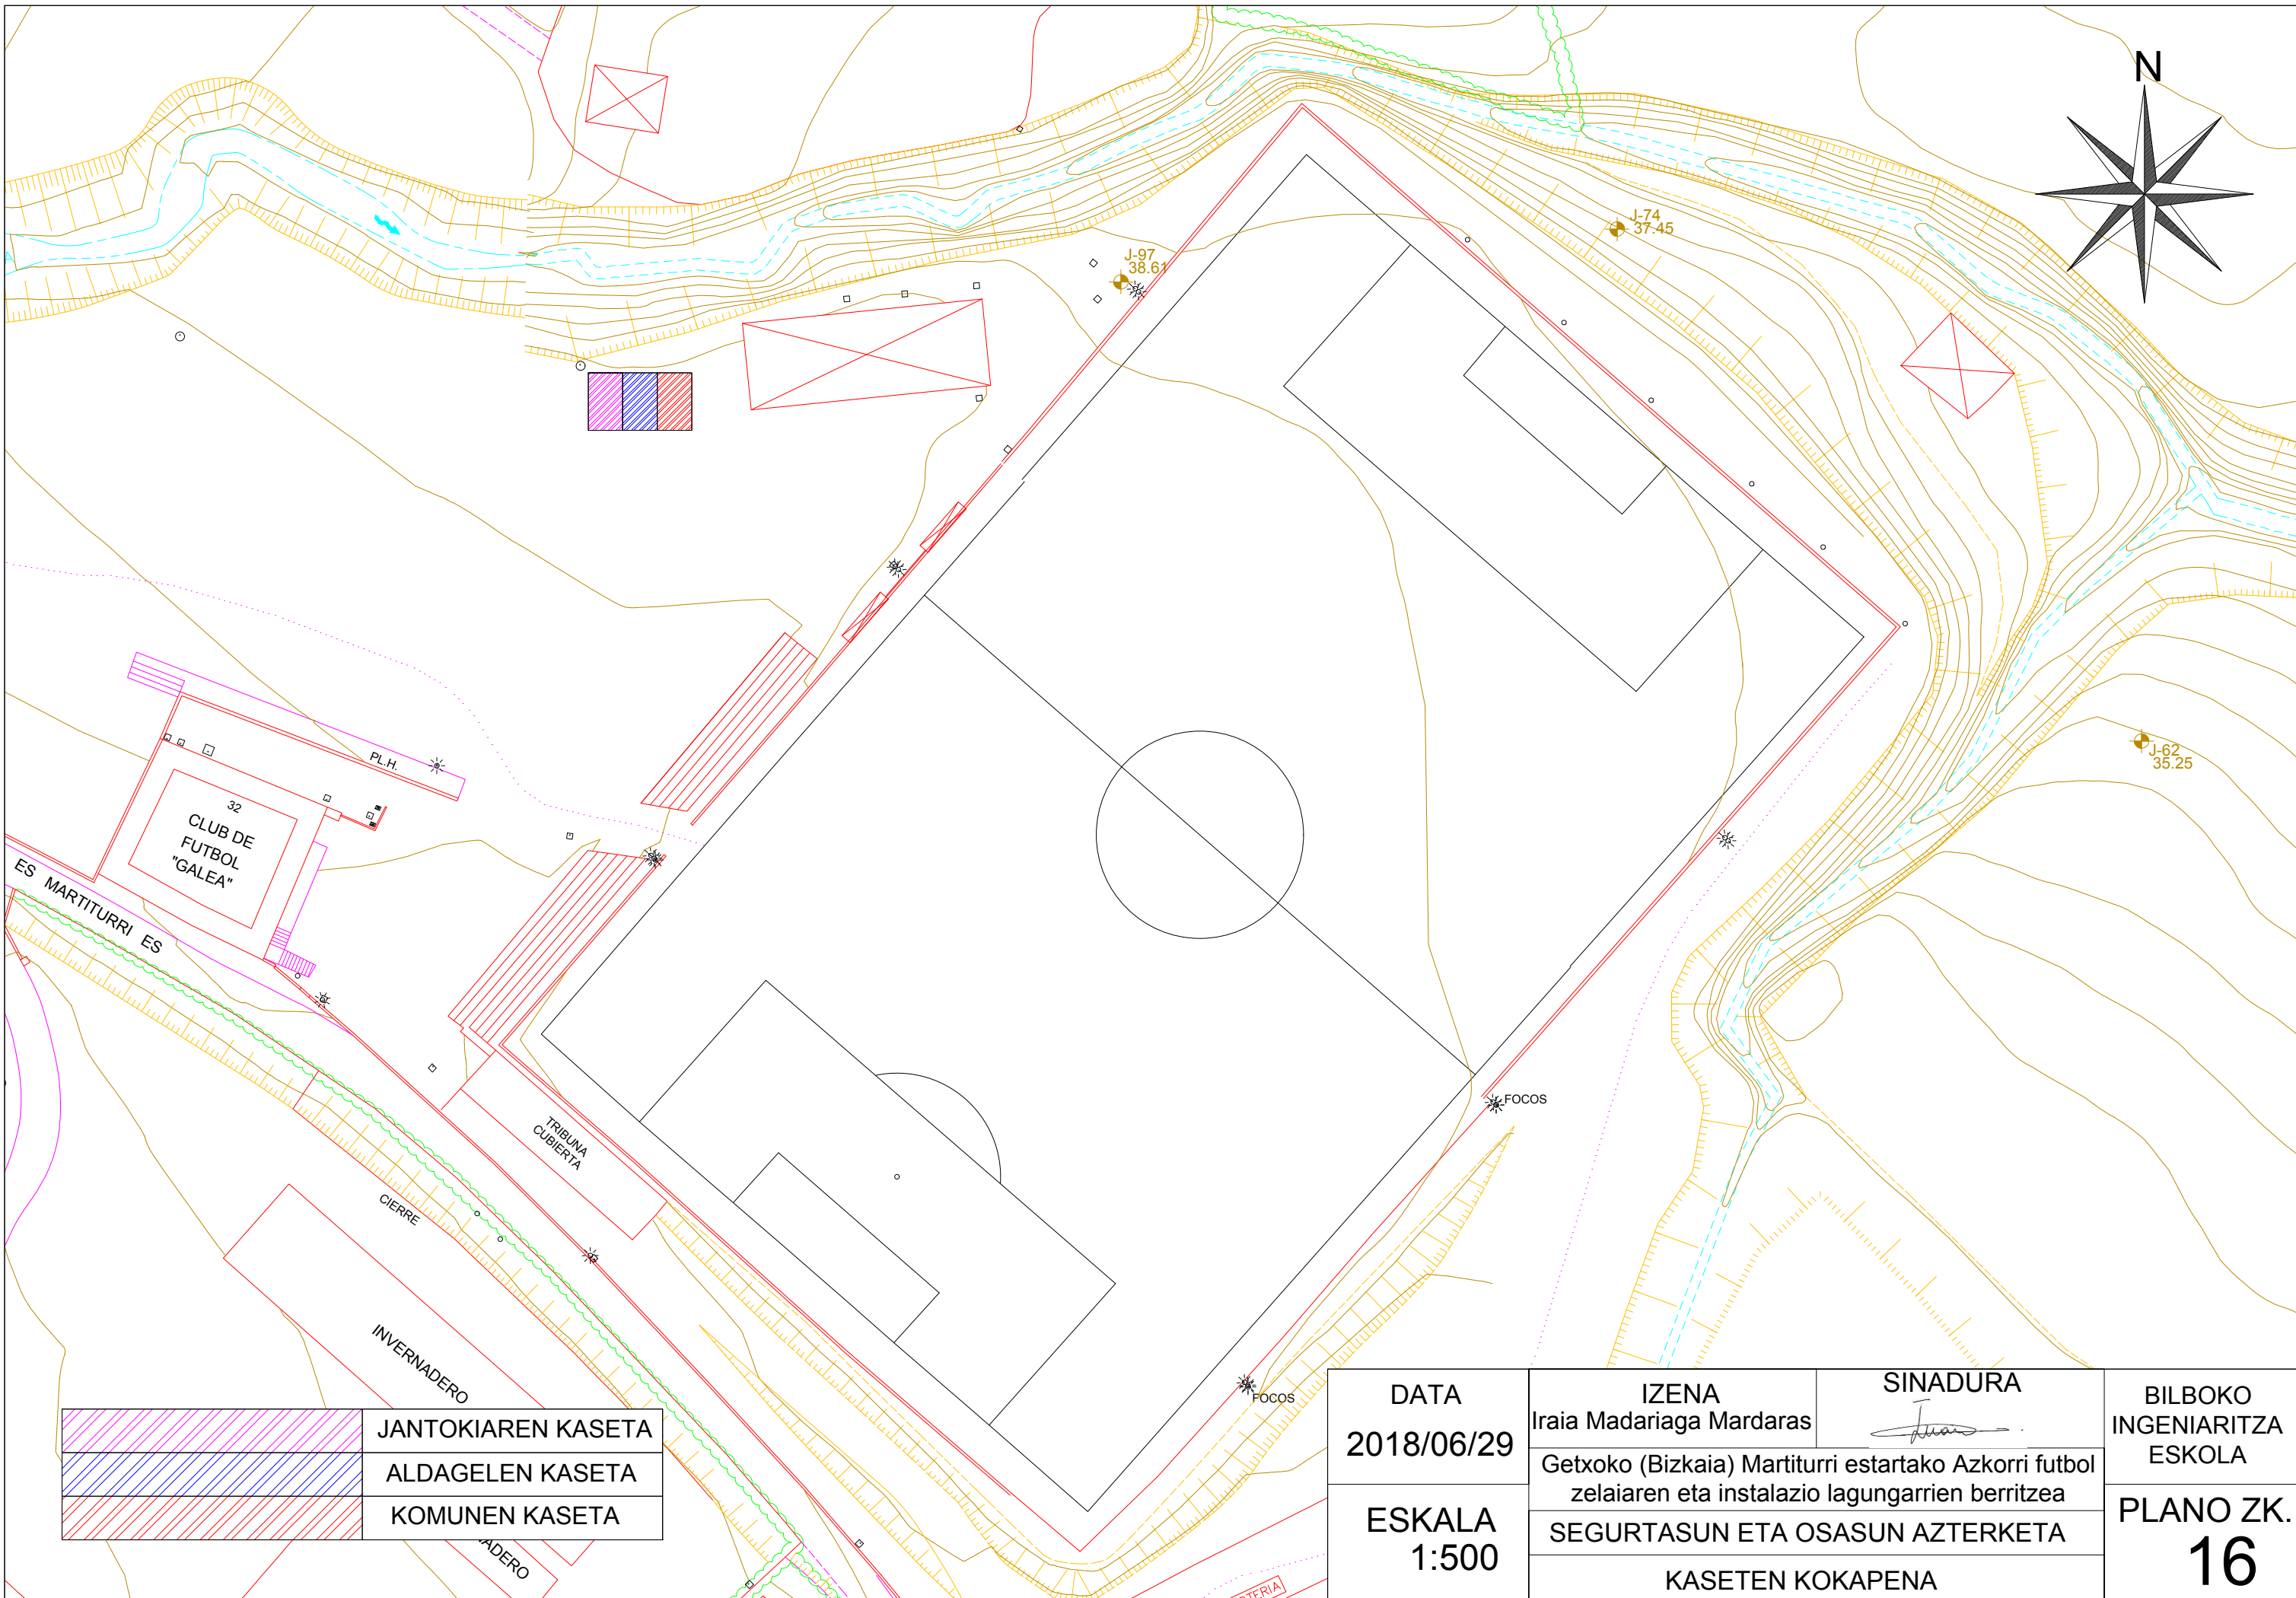 N
J-74
37.45
J-97
38.61
J-62
35.25
PL.H.
32
CLUB DE
FUTBOL
"GALEA"
ES MARTITURRI ES
TRIBUNA
CUBIERTA
CIERRE
INVERNADERO
FOCOS
FOCOS
JANTOKIAREN KASETA
ALDAGELEN KASETA
KOMUNEN KASETA
ADERO
TERIA
DATA
2018/06/29
ESKALA
1:500
IZENA
Iraia Madariaga Mardaras
SINADURA
Getxoko (Bizkaia) Martiturri estartako Azkorri futbol
zelaiaren eta instalazio lagungarrien berritzea
SEGURTASUN ETA OSASUN AZTERKETA
KASETEN KOKAPENA
BILBOKO
INGENIARITZA
ESKOLA
PLANO ZK.
16